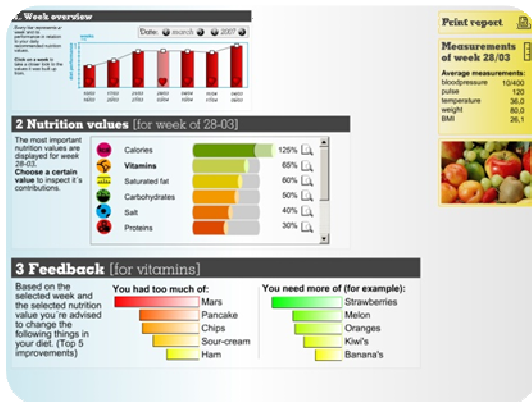 Week overview
Date: march 2007
Print report
Measurements
of week 28/03
Average measurements:
bloodpressure 10/400
pulse 120
temperature 36,0
weight 80,0
BMI 26,1
2 Nutrition values [for week of 28-03]
The most important
nutrition values are
displayed for week
28-03.
Choose a certain
value to inspect it's
contributions.
Calories 125%
Vitamins 65%
Saturated fat 60%
Carbohydrates 50%
Salt 40%
Proteins 30%
3 Feedback [for vitamins]
Based on the
selected week and
the selected nutrition
value you're advised
to change the
following things in
your diet. (Top 5
improvements)
You had too much of:
Mars
Pancake
Chips
Sour-cream
Ham
You need more of (for example):
Strawberries
Melon
Oranges
Kiwi's
Banana's